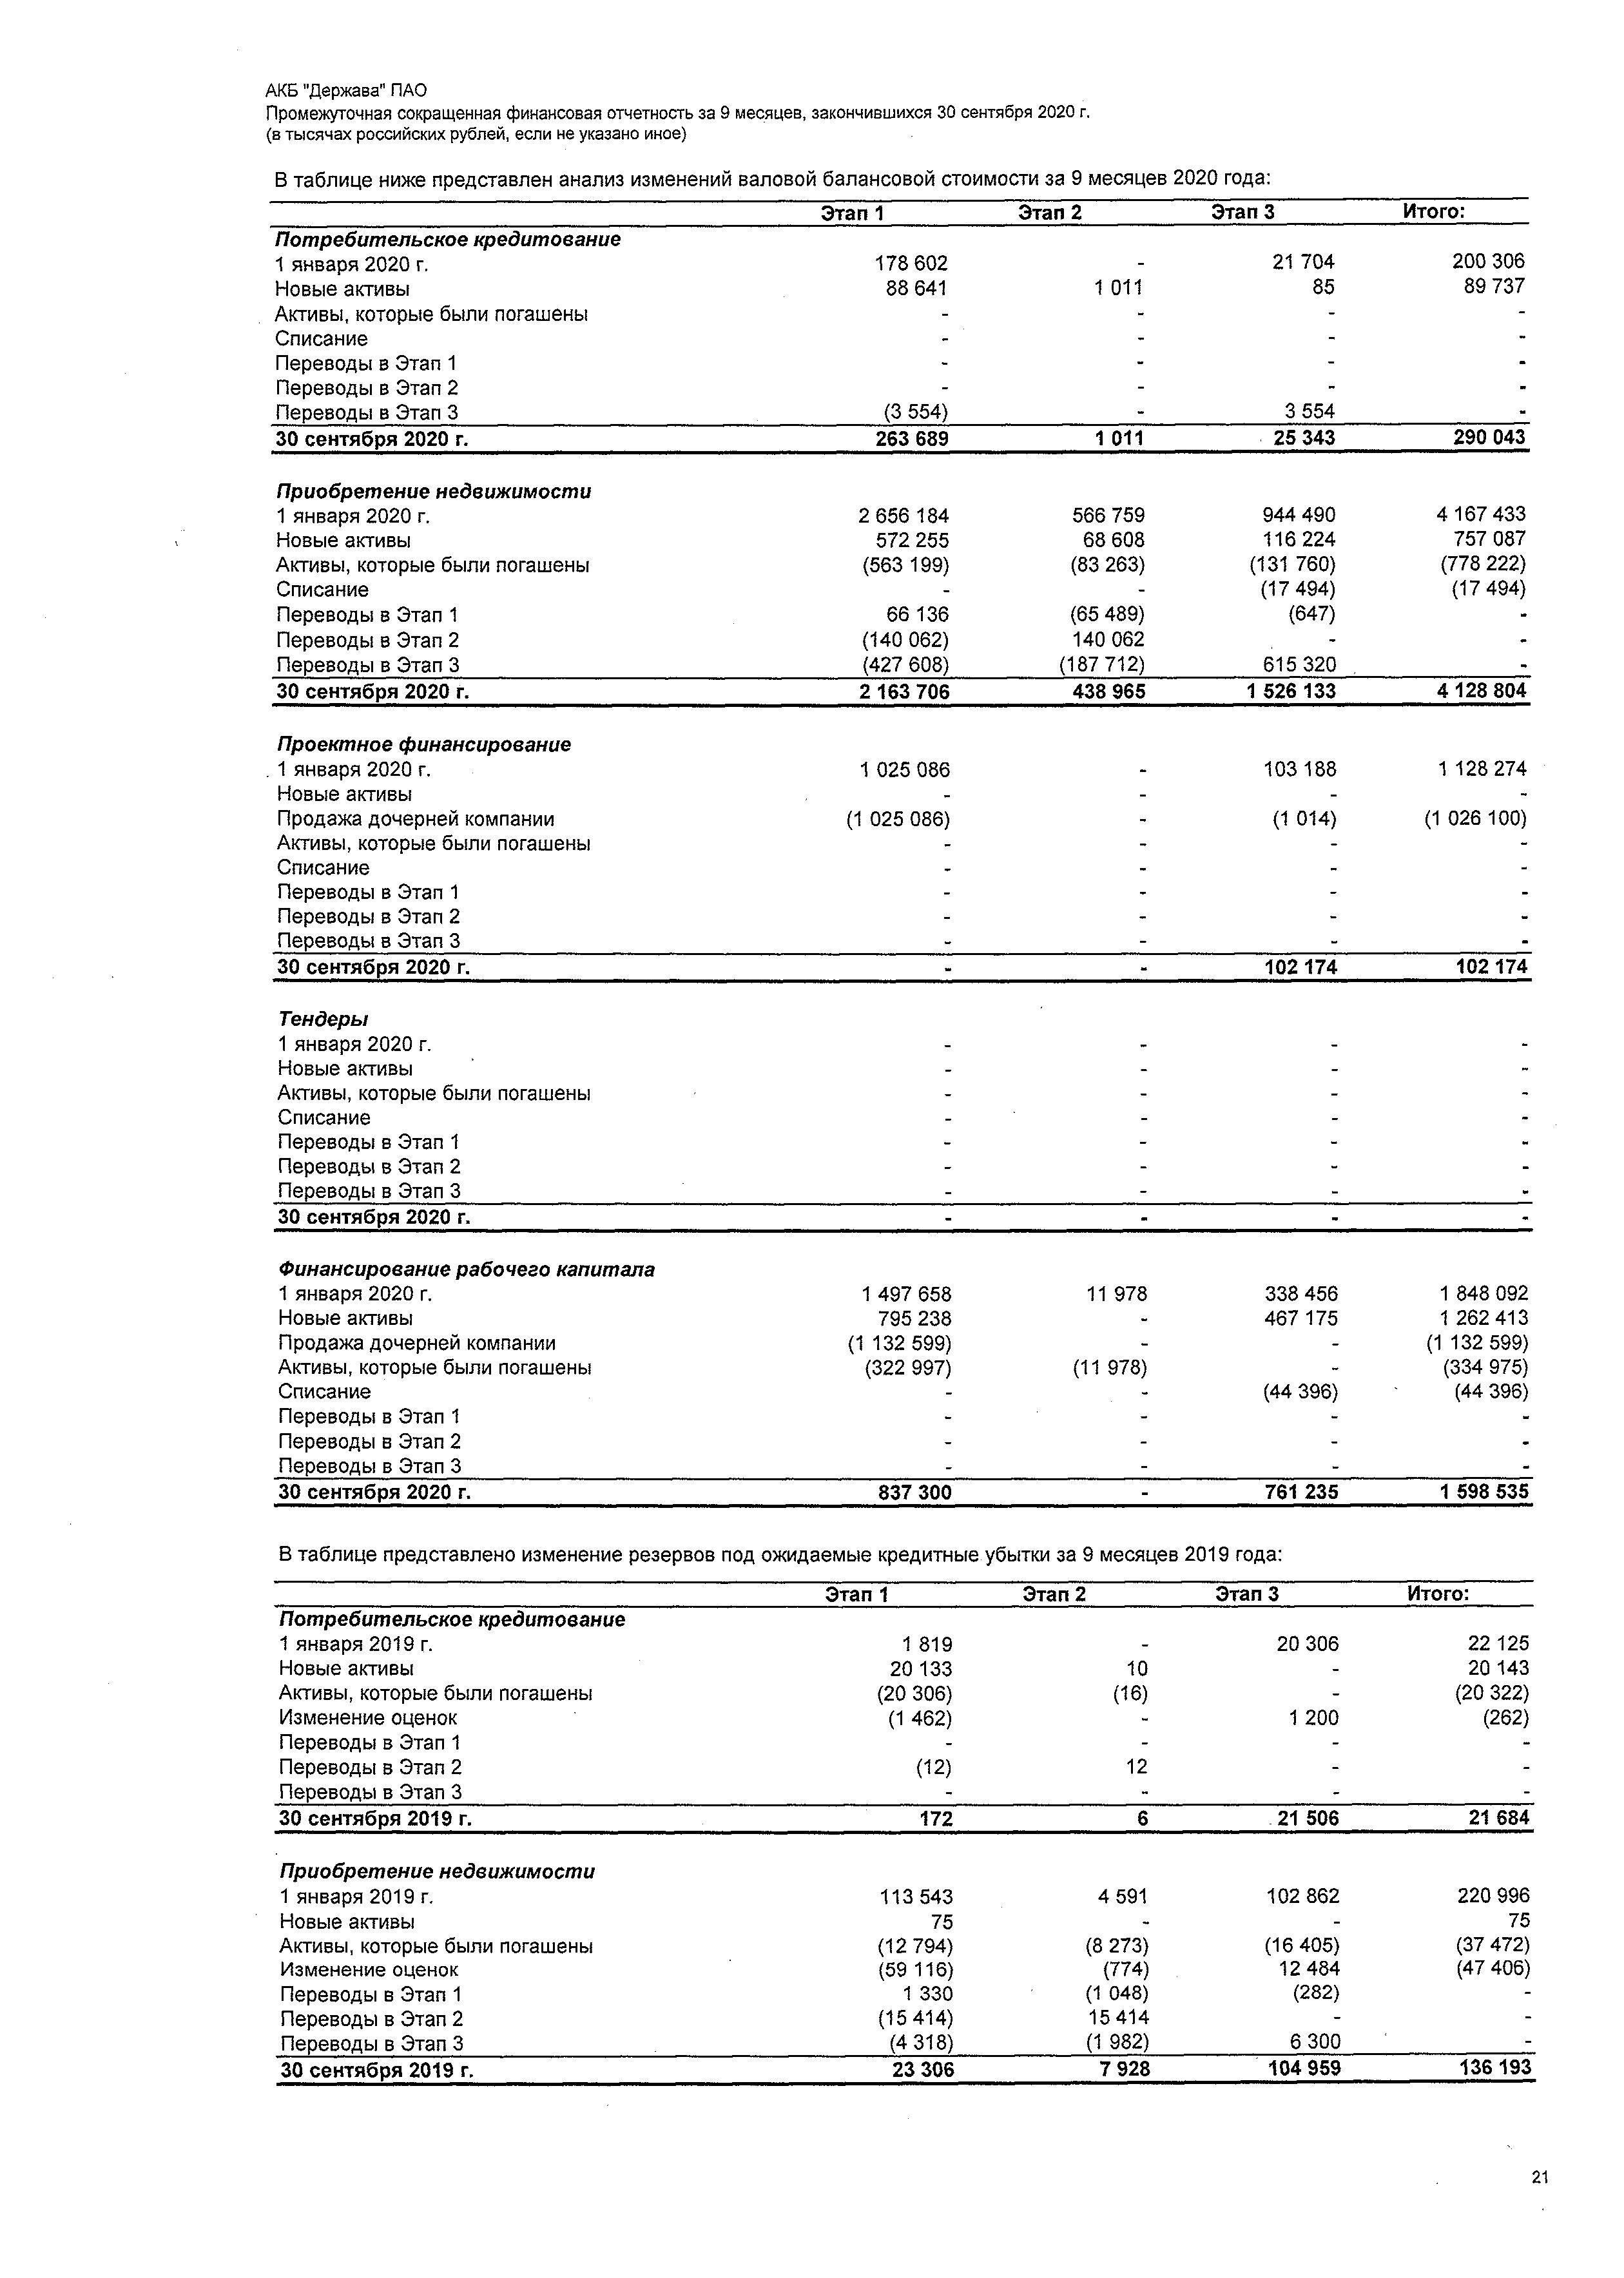 АКБ "Держава" ПАО
Промежуточная сокращенная финансовая отчетность за 9 месяцев, закончившихся 30 сентября 2020 г.
(в тысячах российских рублей, если не указано иное)
В таблице ниже представлен анализ изменений валовой балансовой стоимости за 9 месяцев 2020 года:
Этап 1 Этап 2 Этап 3 Итого:
Потребительское кредитование
1 января 2020 г. 178 602 - 21 704 200 306
Новые активы 88 641 1 011 85 89 737
Активы, которые были погашены - - - -
Списание - - - -
Переводы в Этап 1 - - - -
Переводы в Этап 2 - - - -
Переводы в Этап 3 (3 554) - 3 554 -
30 сентября 2020 г. 263 689 1 011 25 343 290 043
Приобретение недвижимости
1 января 2020 г. 2 656 184 566 759 944 490 4 167 433
Новые активы 572 255 68 608 116 224 757 087
Активы, которые были погашены (563 199) (83 263) (131 760) (778 222)
Списание - - (17 494) (17 494)
Переводы в Этап 1 66 136 (65 489) (647) -
Переводы в Этап 2 (140 062) 140 062 - -
Переводы в Этап 3 (427 608) (187 712) 615 320 -
30 сентября 2020 г. 2 163 706 438 965 1 526 133 4 128 804
Проектное финансирование
1 января 2020 г. 1 025 086 - 103 188 1 128 274
Новые активы - - - -
Продажа дочерней компании (1 025 086) - (1 014) (1 026 100)
Активы, которые были погашены - - - -
Списание - - - -
Переводы в Этап 1 - - - -
Переводы в Этап 2 - - - -
Переводы в Этап 3 - - - -
30 сентября 2020 г. - - 102 174 102 174
Тендеры
1 января 2020 г. - - - -
Новые активы - - - -
Активы, которые были погашены - - - -
Списание - - - -
Переводы в Этап 1 - - - -
Переводы в Этап 2 - - - -
Переводы в Этап 3 - - - -
30 сентября 2020 г. - - - -
Финансирование рабочего капитала
1 января 2020 г. 1 497 658 11 978 338 456 1 848 092
Новые активы 795 238 - 467 175 1 262 413
Продажа дочерней компании (1 132 599) - - (1 132 599)
Активы, которые были погашены (322 997) (11 978) - (334 975)
Списание - - (44 396) (44 396)
Переводы в Этап 1 - - - -
Переводы в Этап 2 - - - -
Переводы в Этап 3 - - - -
30 сентября 2020 г. 837 300 - 761 235 1 598 535
В таблице представлено изменение резервов под ожидаемые кредитные убытки за 9 месяцев 2019 года:
Этап 1 Этап 2 Этап 3 Итого:
Потребительское кредитование
1 января 2019 г. 1 819 - 20 306 22 125
Новые активы 20 133 10 - 20 143
Активы, которые были погашены (20 306) (16) - (20 322)
Изменение оценок (1 462) - 1 200 (262)
Переводы в Этап 1 - - - -
Переводы в Этап 2 (12) 12 - -
Переводы в Этап 3 - - - -
30 сентября 2019 г. 172 6 21 506 21 684
Приобретение недвижимости
1 января 2019 г. 113 543 4 591 102 862 220 996
Новые активы 75 - - 75
Активы, которые были погашены (12 794) (8 273) (16 405) (37 472)
Изменение оценок (59 116) (774) 12 484 (47 406)
Переводы в Этап 1 1 330 (1 048) (282) -
Переводы в Этап 2 (15 414) 15 414 - -
Переводы в Этап 3 (4 318) (1 982) 6 300 -
30 сентября 2019 г. 23 306 7 928 104 959 136 193
21